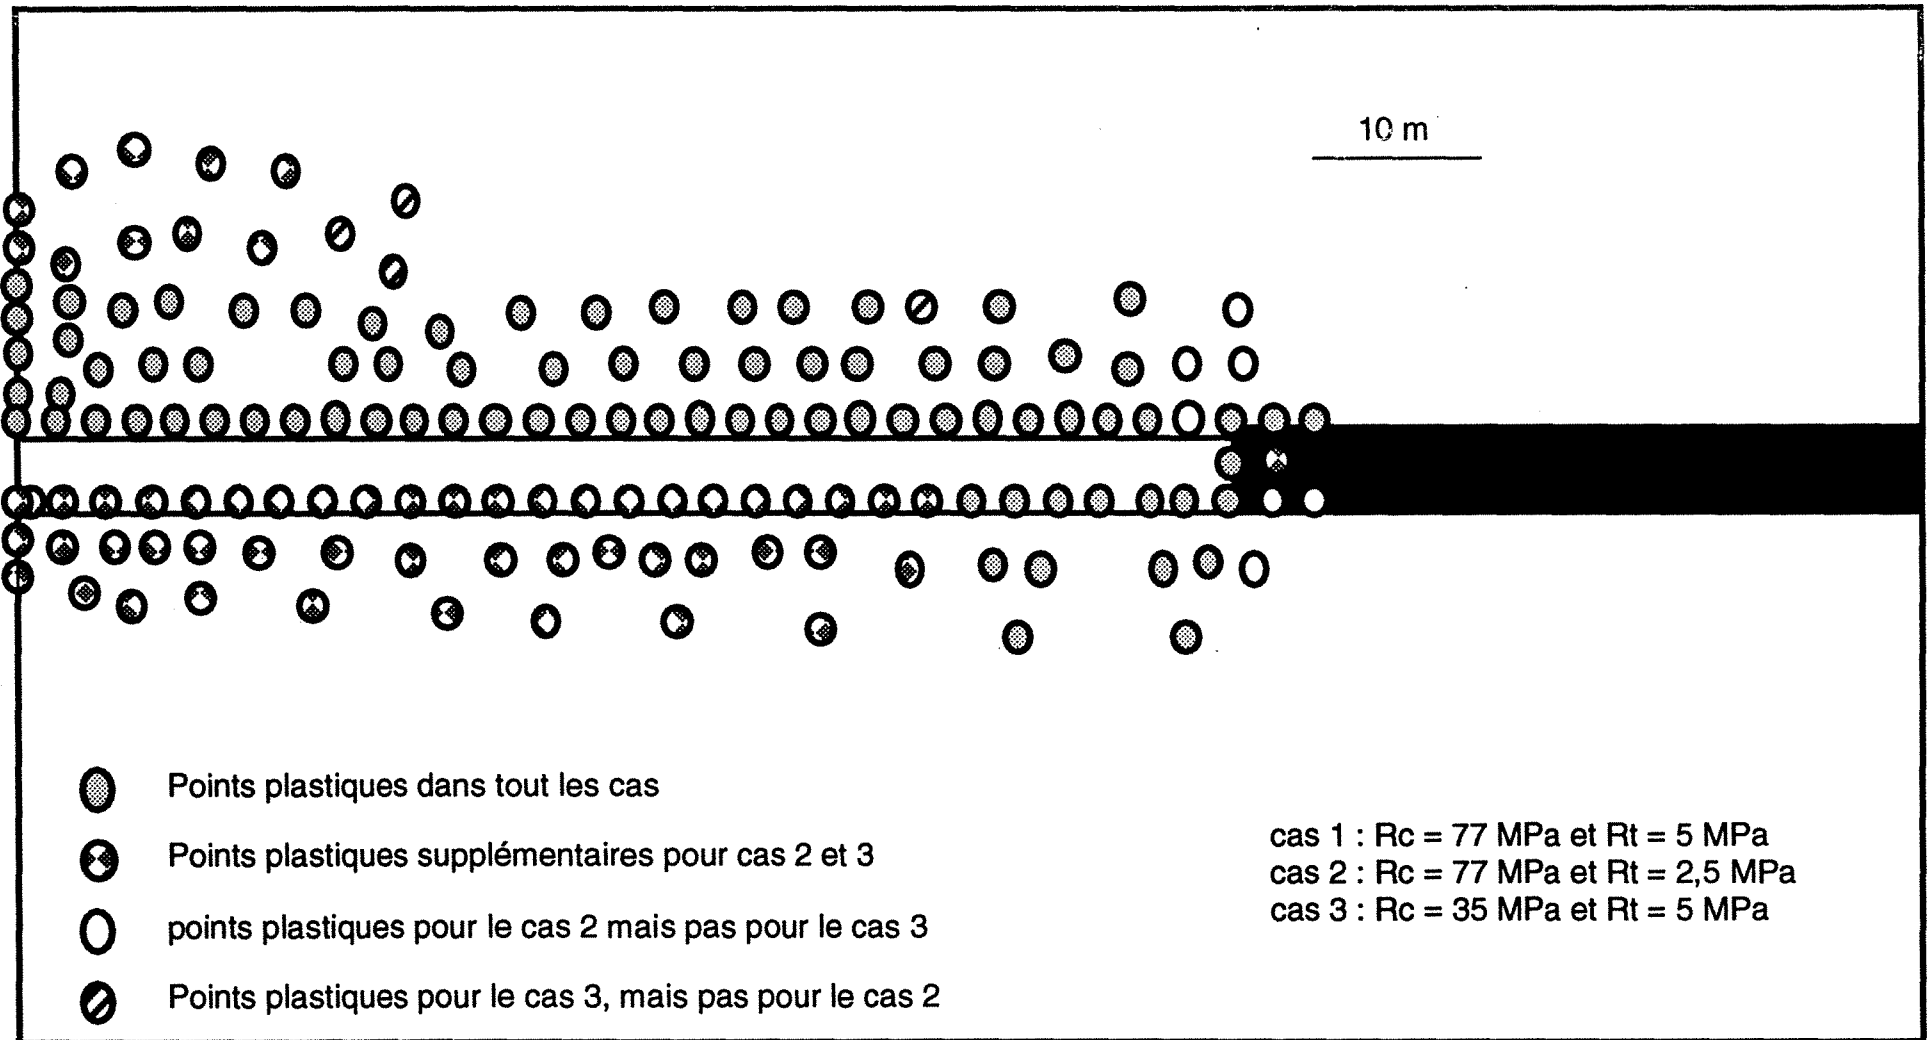 10 m
Points plastiques dans tout les cas
Points plastiques supplémentaires pour cas 2 et 3
points plastiques pour le cas 2 mais pas pour le cas 3
Points plastiques pour le cas 3, mais pas pour le cas 2
cas 1 : Rc = 77 MPa et Rt = 5 MPa
cas 2 : Rc = 77 MPa et Rt = 2,5 MPa
cas 3 : Rc = 35 MPa et Rt = 5 MPa